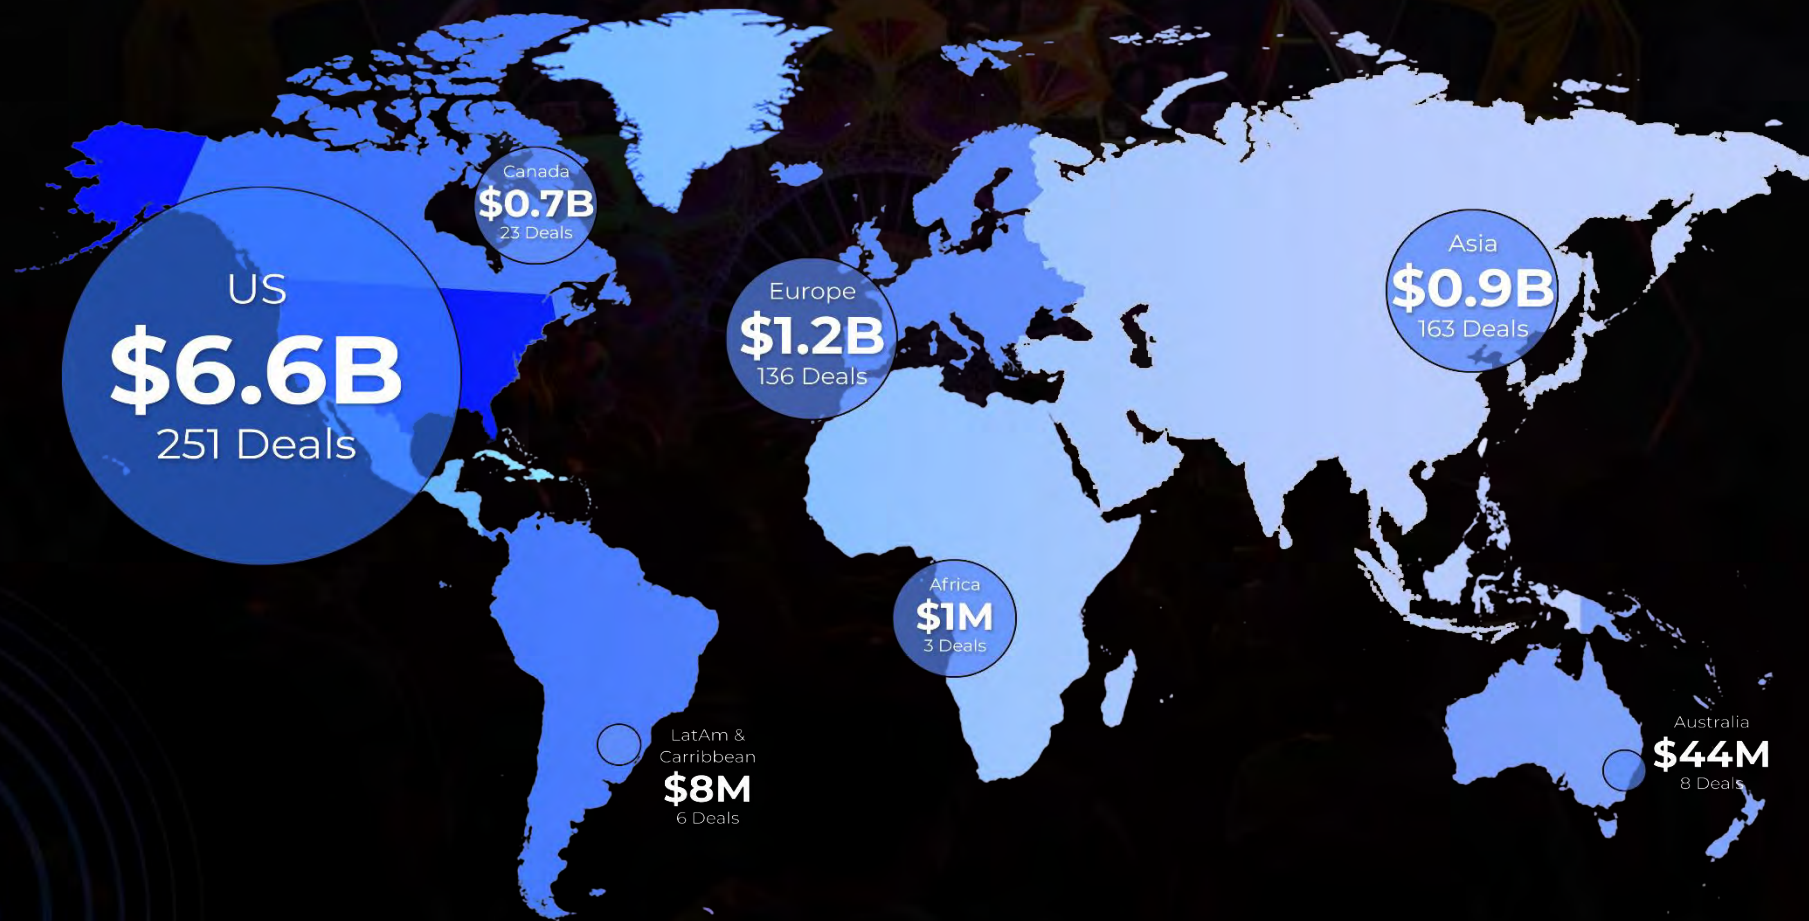 Canada
$0.7B
23 Deals
US
$6.6B
251 Deals
Europe
$1.2B
136 Deals
Asia
$0.9B
163 Deals
Africa
$1M
3 Deals
LatAm &
Carribbean
$8M
6 Deals
Australia
$44M
8 Deals